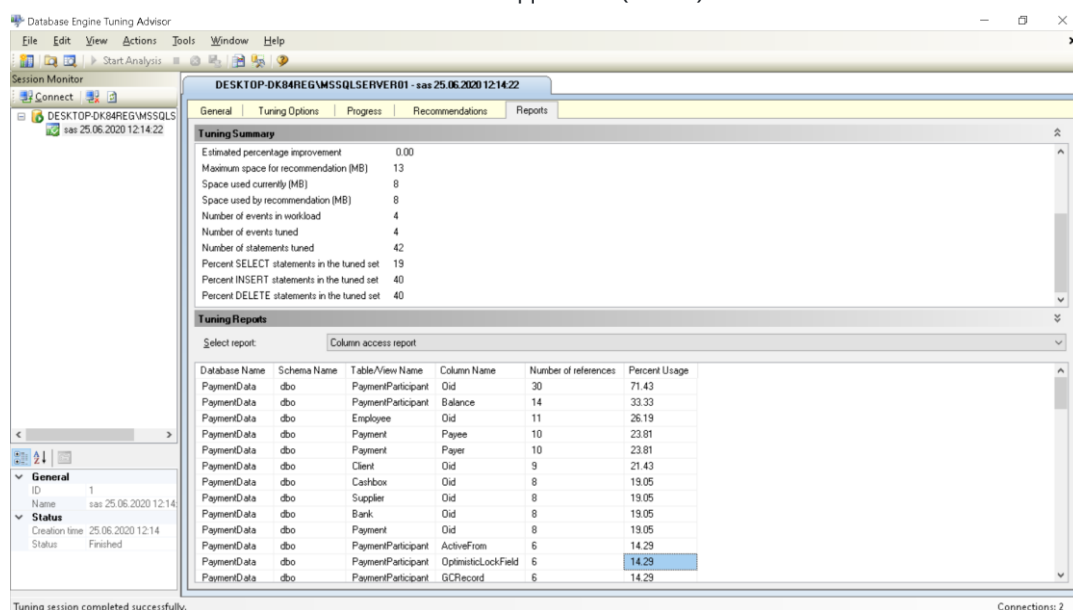 Database Engine Tuning Advisor
File Edit View Actions Tools Window Help
Start Analysis
Session Monitor
Connect
DESKTOP-DK84REG\MSSQLS
sas 25.06.2020 12:14:22
DESKTOP-DK84REG\MSSQLSERVER01 - sas 25.06.2020 12:14:22
General Tuning Options Progress Recommendations Reports
Tuning Summary
Estimated percentage improvement 0.00
Maximum space for recommendation (MB) 13
Space used currently (MB) 8
Space used by recommendation (MB) 8
Number of events in workload 4
Number of events tuned 4
Number of statements tuned 42
Percent SELECT statements in the tuned set 19
Percent INSERT statements in the tuned set 40
Percent DELETE statements in the tuned set 40
Tuning Reports
Select report: Column access report
Database Name Schema Name Table/View Name Column Name Number of references Percent Usage
PaymentData dbo PaymentParticipant Oid 30 71.43
PaymentData dbo PaymentParticipant Balance 14 33.33
PaymentData dbo Employee Oid 11 26.19
PaymentData dbo Payment Payee 10 23.81
PaymentData dbo Payment Payer 10 23.81
PaymentData dbo Client Oid 9 21.43
PaymentData dbo Cashbox Oid 8 19.05
PaymentData dbo Supplier Oid 8 19.05
PaymentData dbo Bank Oid 8 19.05
PaymentData dbo Payment Oid 8 19.05
PaymentData dbo PaymentParticipant ActiveFrom 6 14.29
PaymentData dbo PaymentParticipant OptimisticLockField 6 14.29
PaymentData dbo PaymentParticipant GCRecord 6 14.29
General
ID 1
Name sas 25.06.2020 12:14:
Status
Creation time 25.06.2020 12:14
Status Finished
Tuning session completed successfully. Connections: 2